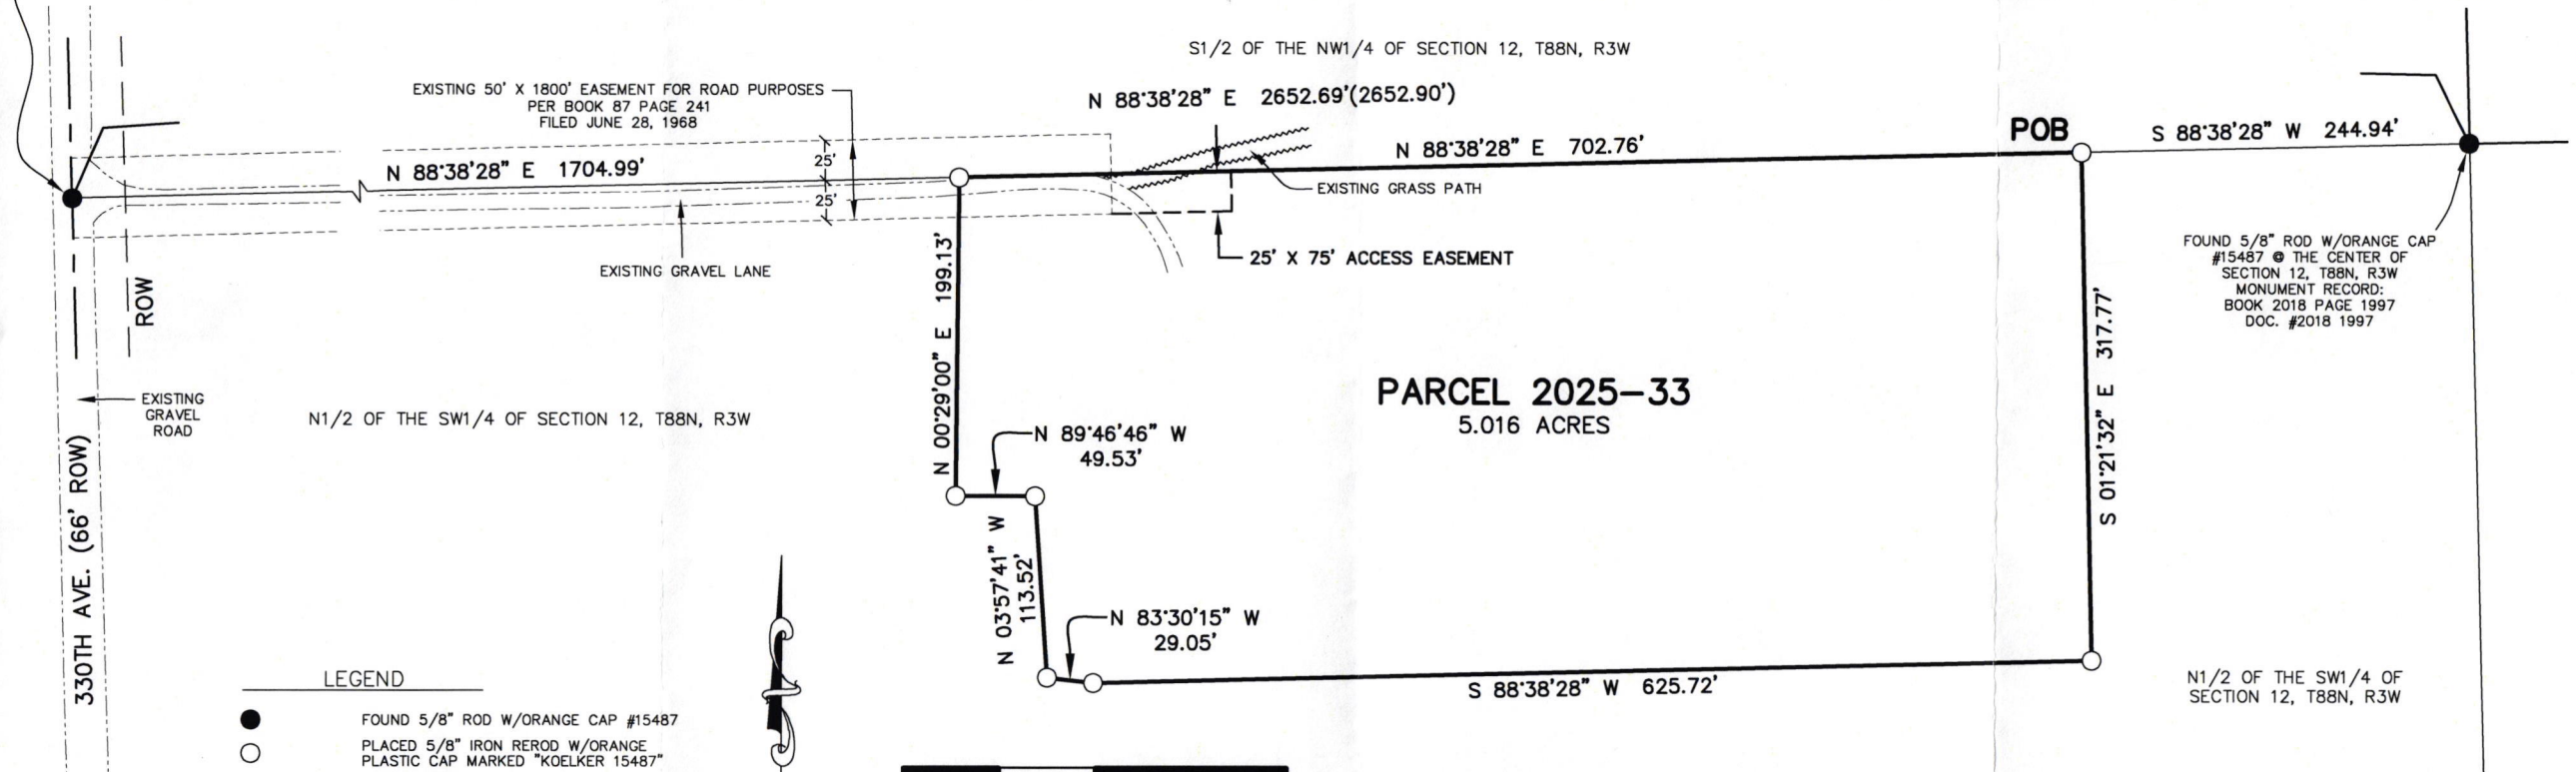 S1/2 OF THE NW1/4 OF SECTION 12, T88N, R3W
EXISTING 50' X 1800' EASEMENT FOR ROAD PURPOSES
PER BOOK 87 PAGE 241
FILED JUNE 28, 1968
N 88°38'28" E 2652.69'(2652.90')
N 88°38'28" E 1704.99'
25'
25'
N 88°38'28" E 702.76'
POB
S 88°38'28" W 244.94'
EXISTING GRASS PATH
EXISTING GRAVEL LANE
25' X 75' ACCESS EASEMENT
FOUND 5/8" ROD W/ORANGE CAP
#15487 @ THE CENTER OF
SECTION 12, T88N, R3W
MONUMENT RECORD:
BOOK 2018 PAGE 1997
DOC. #2018 1997
ROW
N 00°29'00" E 199.13'
S 01°21'32" E 317.77'
EXISTING
GRAVEL
ROAD
N1/2 OF THE SW1/4 OF SECTION 12, T88N, R3W
PARCEL 2025-33
5.016 ACRES
N 89°46'46" W
49.53'
330TH AVE. (66' ROW)
N 03°57'41" W
113.52'
N 83°30'15" W
29.05'
S 88°38'28" W 625.72'
N1/2 OF THE SW1/4 OF
SECTION 12, T88N, R3W
LEGEND
FOUND 5/8" ROD W/ORANGE CAP #15487
PLACED 5/8" IRON REROD W/ORANGE
PLASTIC CAP MARKED "KOELKER 15487"